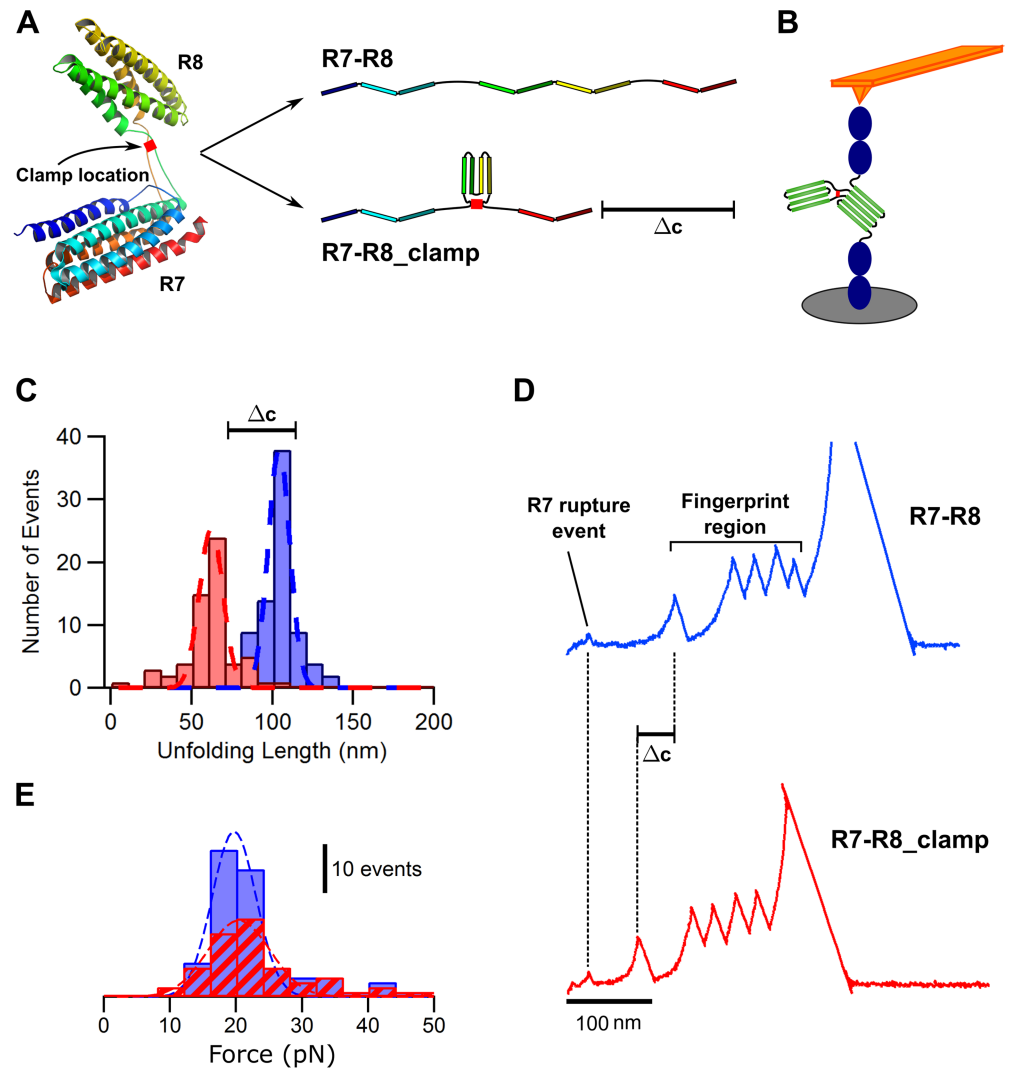 A
R8
R7-R8
Clamp location
R7
R7-R8_clamp
Δc
B
C
Δc
40
30
20
10
0
Number of Events
0
50
100
150
200
Unfolding Length (nm)
D
R7 rupture
event
Fingerprint
region
R7-R8
Δc
R7-R8_clamp
100 nm
E
10 events
0
10
20
30
40
50
Force (pN)